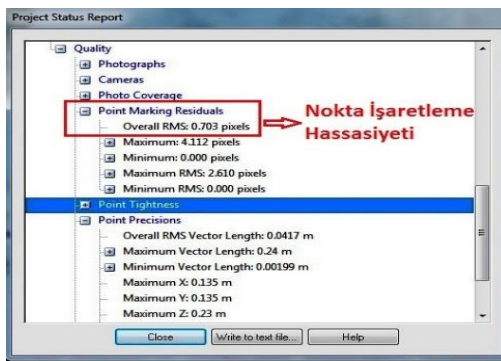 Project Status Report
Quality
Photographs
Cameras
Photo Coverage
Point Marking Residuals
Overall RMS: 0.703 pixels
Maximum: 4.112 pixels
Minimum: 0.000 pixels
Maximum RMS: 2.610 pixels
Minimum RMS: 0.000 pixels
Nokta İşaretleme
Hassasiyeti
Point Tightness
Point Precisions
Overall RMS Vector Length: 0.0417 m
Maximum Vector Length: 0.24 m
Minimum Vector Length: 0.00199 m
Maximum X: 0.135 m
Maximum Y: 0.135 m
Maximum Z: 0.23 m
Close
Write to text file...
Help